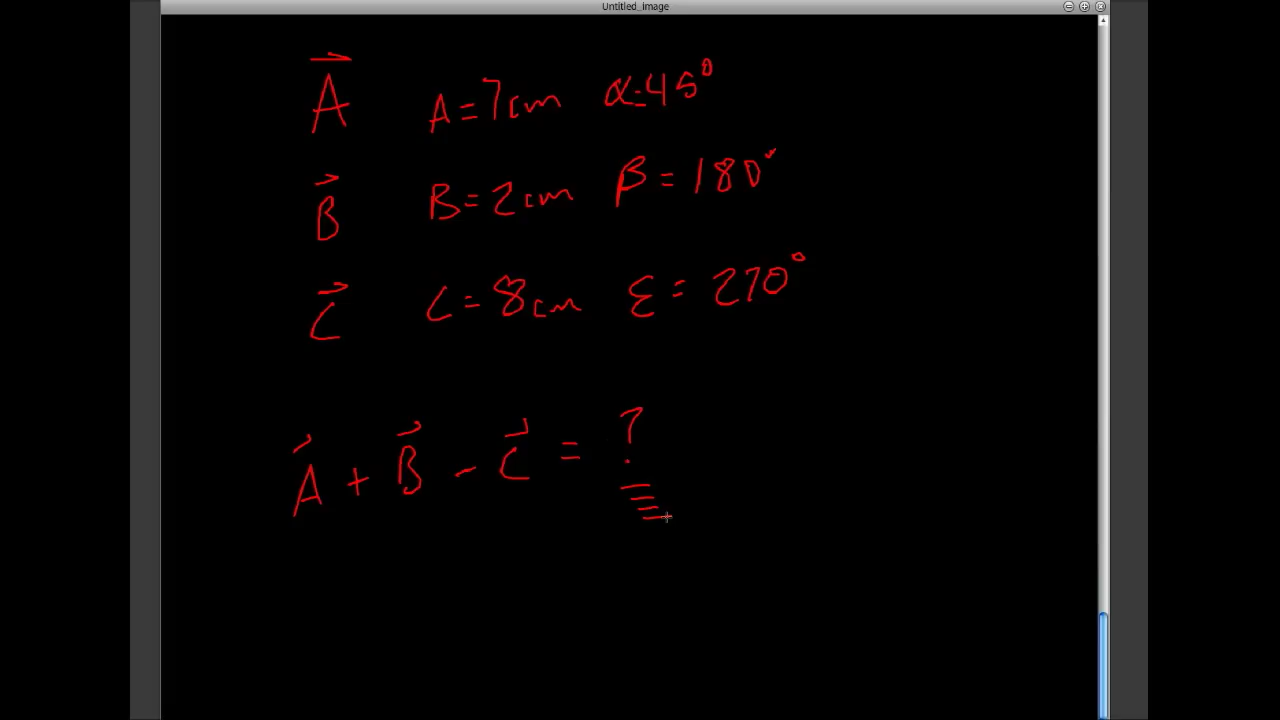 Untitled_Image
A⃗ A = 7cm α = 45°
B⃗ B = 2cm β = 180°
C⃗ C = 8cm ε = 270°
A⃗ + B⃗ - C⃗ = ?